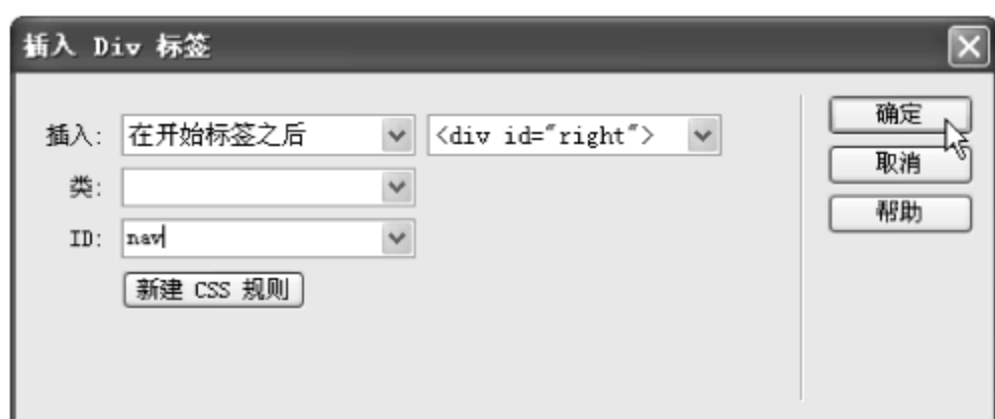 插入 Div 标签
插入: 在开始标签之后 <div id="right">
类:
ID: nav
新建 CSS 规则
确定
取消
帮助